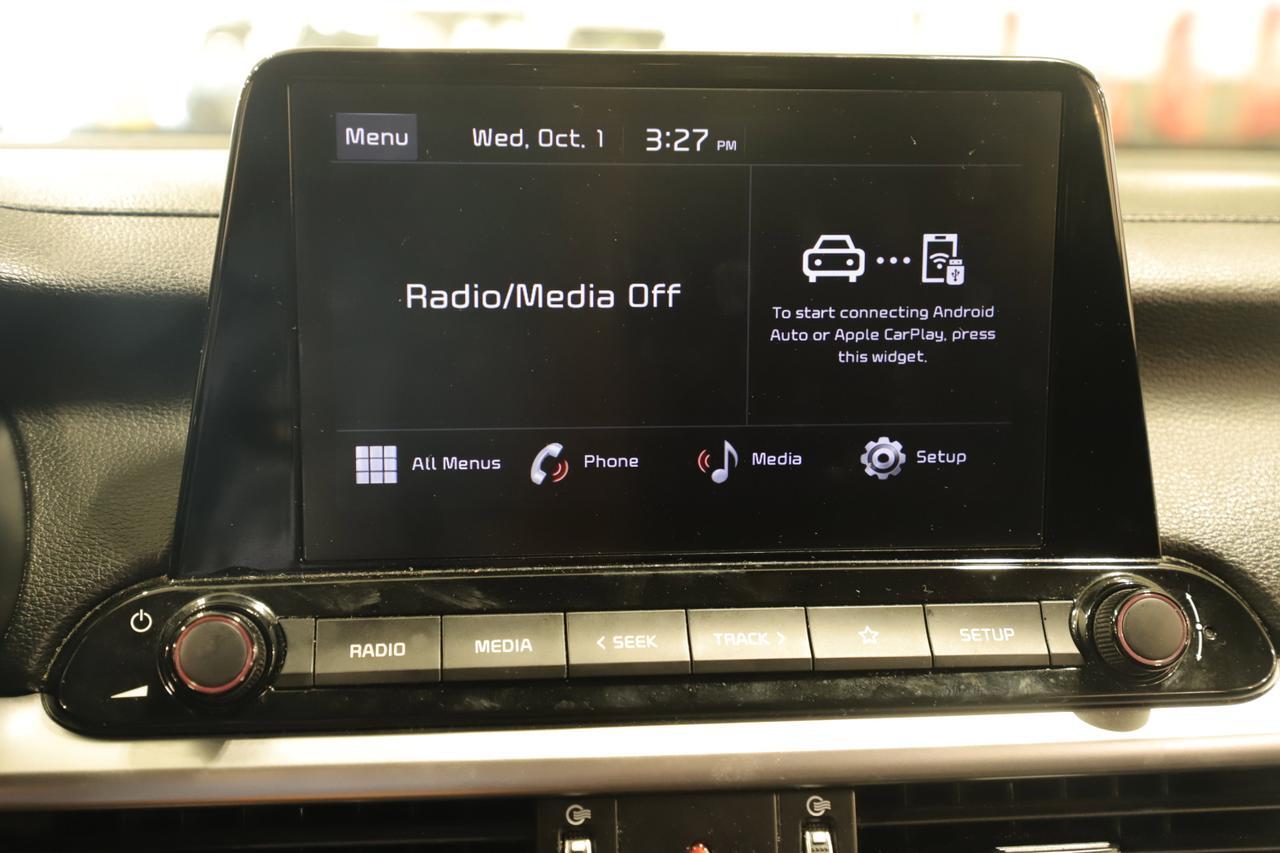 Menu Wed, Oct. 1 3:27 PM
Radio/Media Off
To start connecting Android
Auto or Apple CarPlay, press
this widget.
All Menus Phone Media Setup
RADIO MEDIA < SEEK TRACK > SETUP